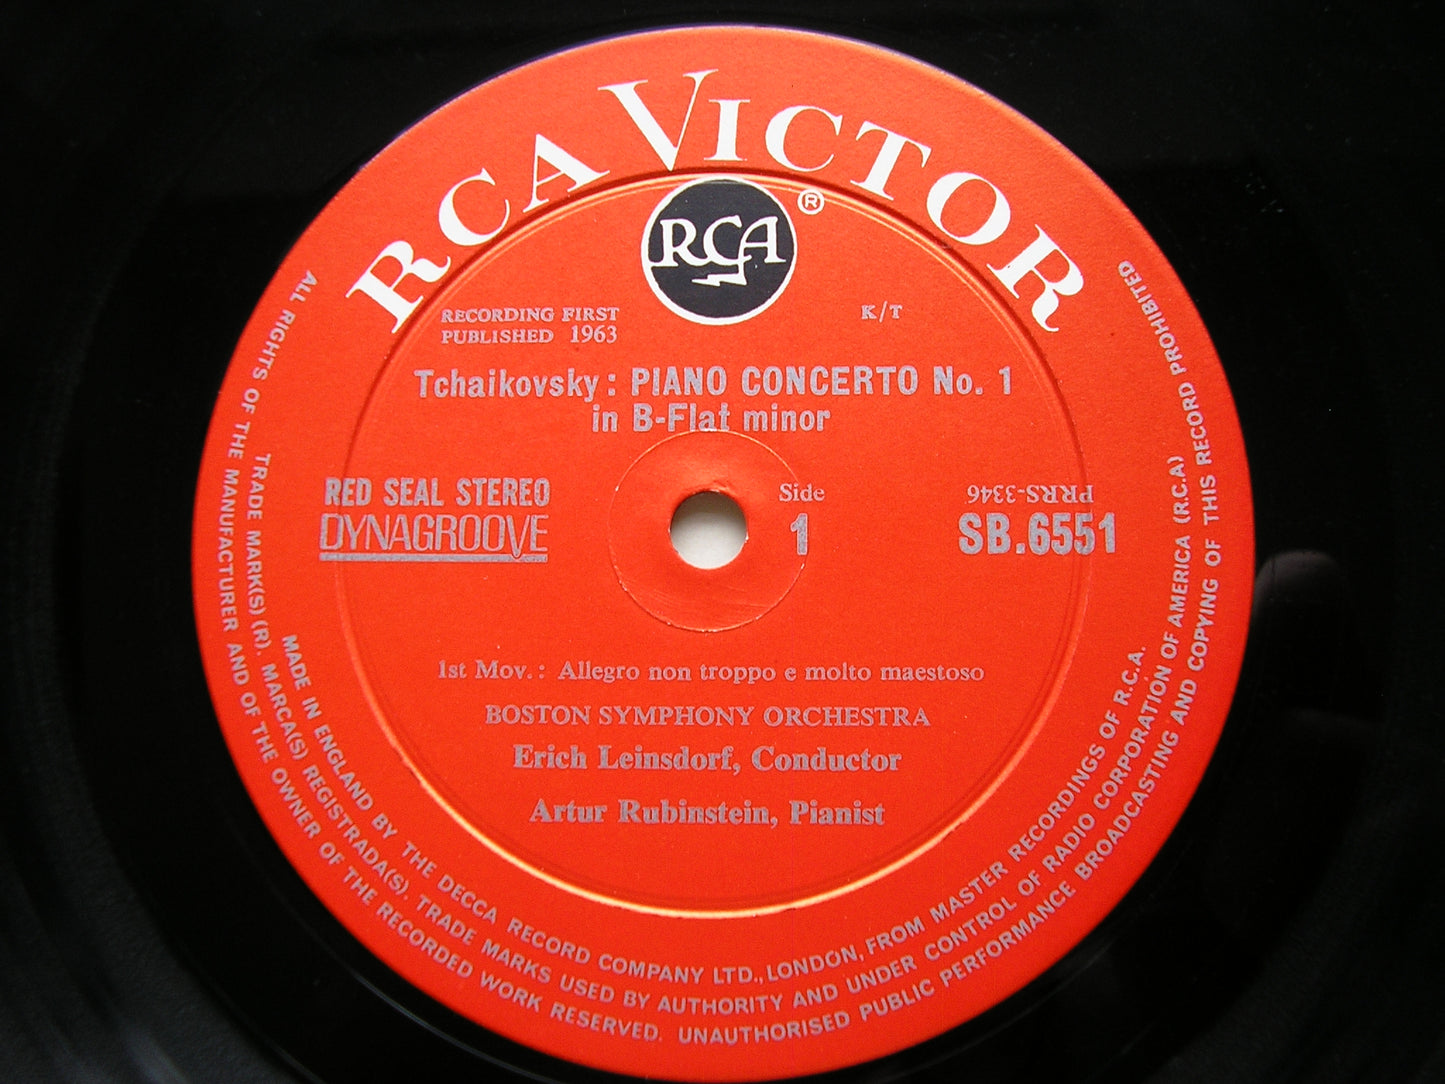 RCA VICTOR
RCA ®
RECORDING FIRST
PUBLISHED 1963
K/T
Tchaikovsky: PIANO CONCERTO No. 1
in B-Flat minor
RED SEAL STEREO
DYNAGROOVE
Side
1
PRRS-3346
SB.6551
1st Mov.: Allegro non troppo e molto maestoso
BOSTON SYMPHONY ORCHESTRA
Erich Leinsdorf, Conductor
Artur Rubinstein, Pianist
MADE IN ENGLAND BY THE DECCA RECORD COMPANY LTD., LONDON, FROM MASTER RECORDINGS OF R.C.A.
TRADE MARK(S) (R). MARCA(S) REGISTRADA(S). TRADE MARKS USED BY AUTHORITY AND UNDER CONTROL OF RADIO CORPORATION OF AMERICA (R.C.A)
ALL RIGHTS OF THE MANUFACTURER AND OF THE OWNER OF THE RECORDED WORK RESERVED. UNAUTHORISED PUBLIC PERFORMANCE BROADCASTING AND COPYING OF THIS RECORD PROHIBITED